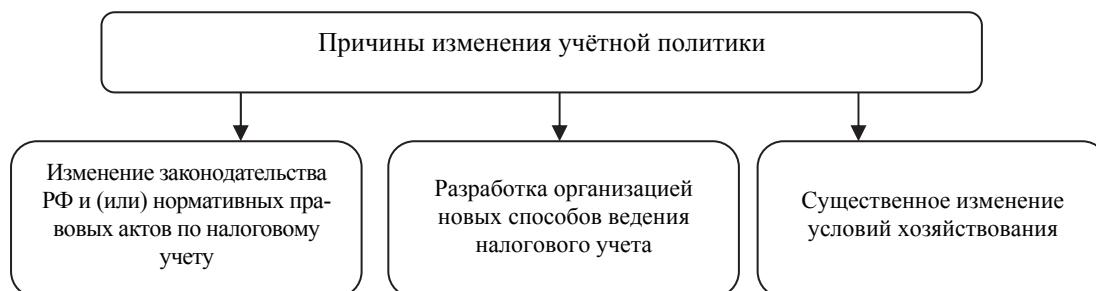 Причины изменения учётной политики
Изменение законодательства
РФ и (или) нормативных пра-
вовых актов по налоговому
учету
Разработка организацией
новых способов ведения
налогового учета
Существенное изменение
условий хозяйствования